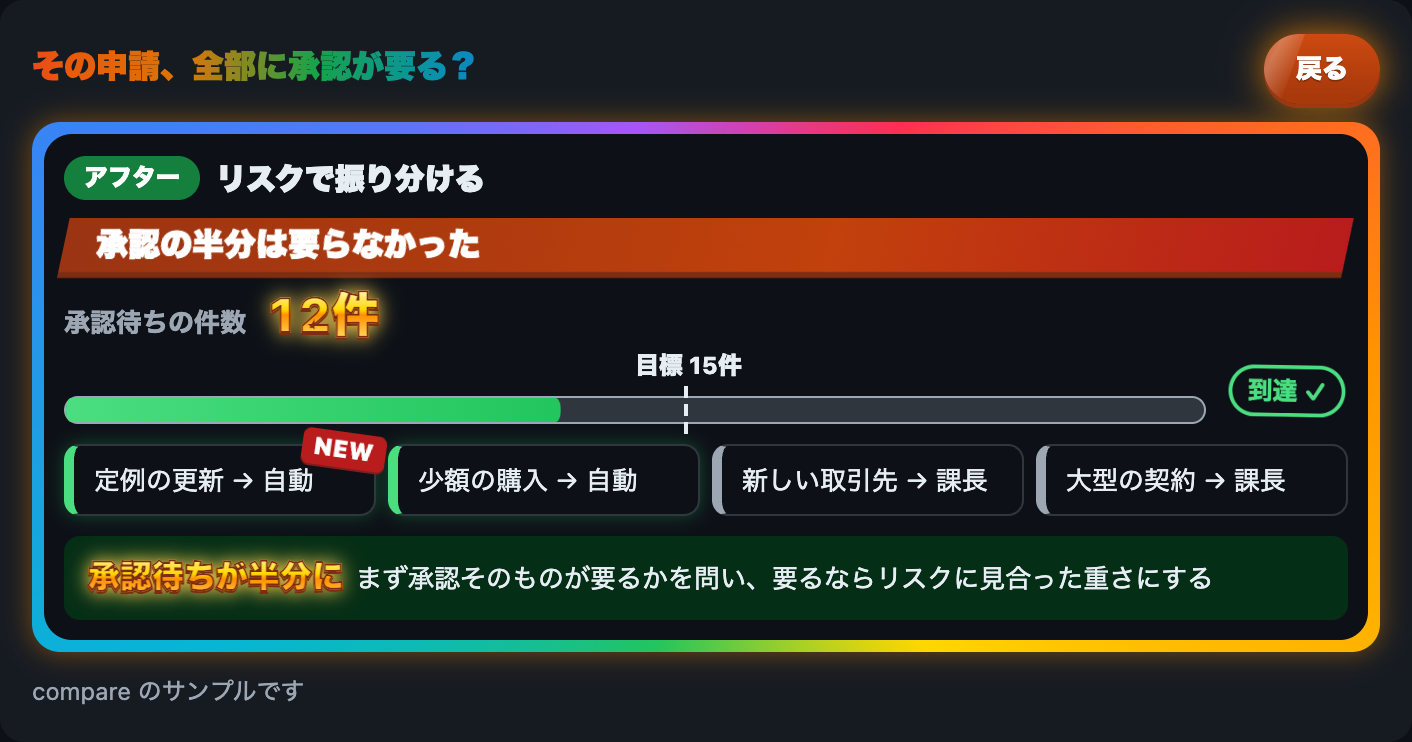 その申請、全部に承認が要る？
戻る
アフター リスクで振り分ける
承認の半分は要らなかった
承認待ちの件数 12件
目標 15件
到達 ✓
NEW
定例の更新 → 自動
少額の購入 → 自動
新しい取引先 → 課長
大型の契約 → 課長
承認待ちが半分に まず承認そのものが要るかを問い、要るならリスクに見合った重さにする
compare のサンプルです